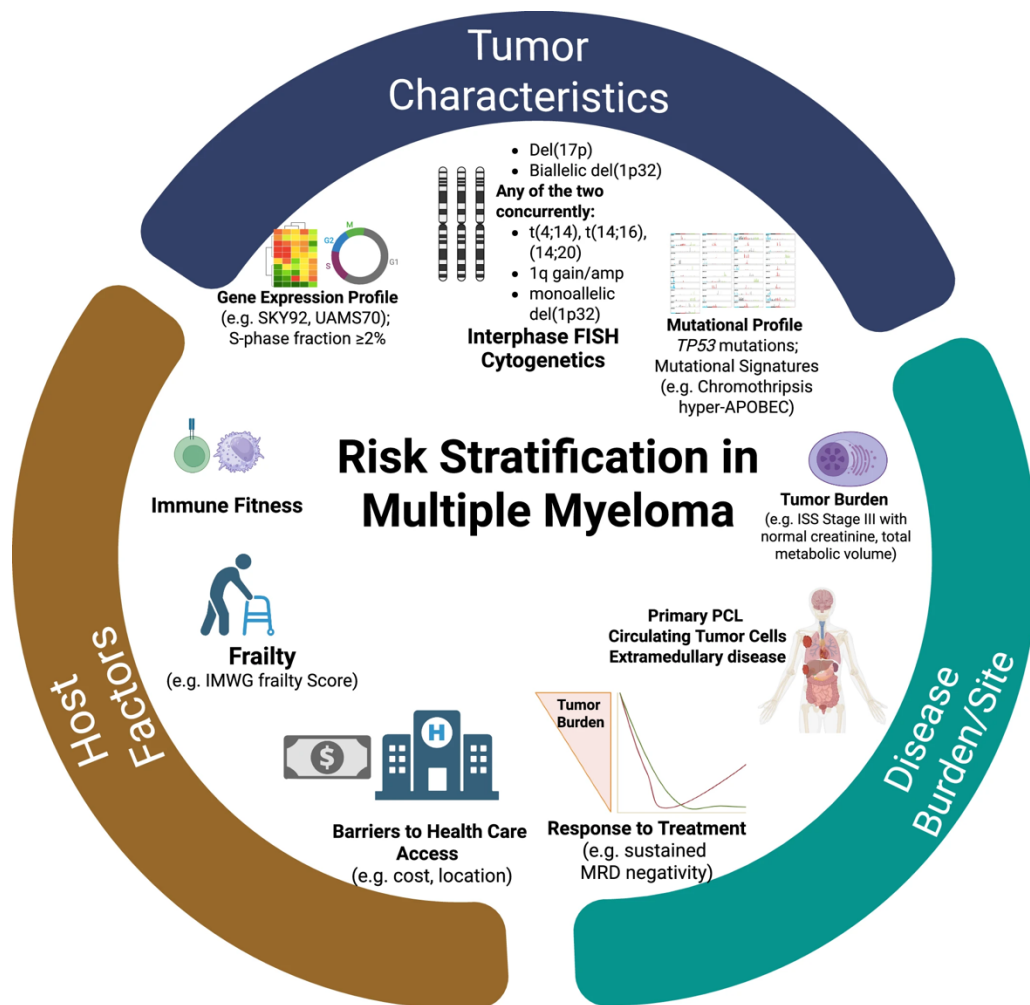 Tumor
Characteristics
• Del(17p)
• Biallelic del(1p32)
Any of the two
concurrently:
• t(4;14), t(14;16),
(14;20)
• 1q gain/amp
• monoallelic
del(1p32)
Interphase FISH
Cytogenetics
M
G2
S
G1
Gene Expression Profile
(e.g. SKY92, UAMS70);
S-phase fraction ≥2%
Mutational Profile
TP53 mutations;
Mutational Signatures
(e.g. Chromothripsis
hyper-APOBEC)
Risk Stratification in
Multiple Myeloma
Immune Fitness
Tumor Burden
(e.g. ISS Stage III with
normal creatinine, total
metabolic volume)
Frailty
(e.g. IMWG frailty Score)
Primary PCL
Circulating Tumor Cells
Extramedullary disease
$
H
Barriers to Health Care
Access
(e.g. cost, location)
Tumor
Burden
Response to Treatment
(e.g. sustained
MRD negativity)
Host
Factors
Disease
Burden/Site